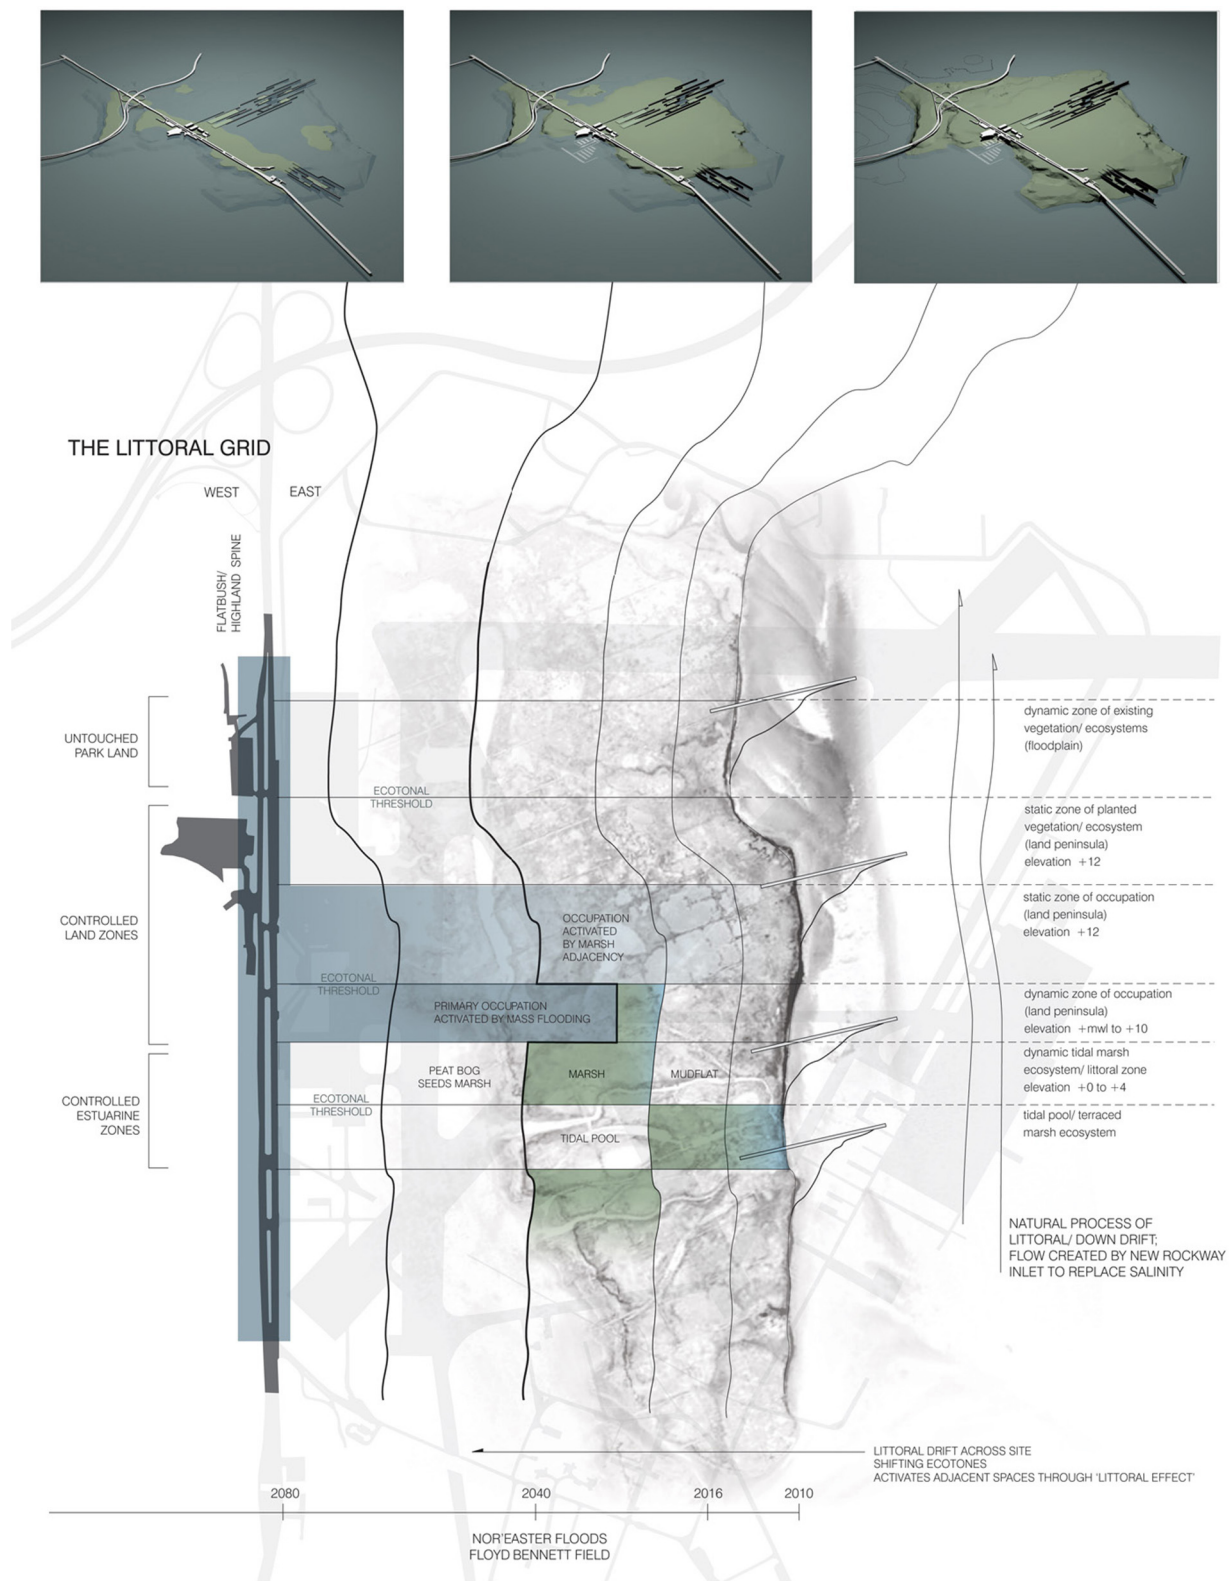 THE LITTORAL GRID
WEST
EAST
FLATBUSH/
HIGHLAND SPINE
UNTOUCHED
PARK LAND
ECOTONAL
THRESHOLD
dynamic zone of existing
vegetation/ ecosystems
(floodplain)
static zone of planted
vegetation/ ecosystem
(land peninsula)
elevation +12
CONTROLLED
LAND ZONES
OCCUPATION
ACTIVATED
BY MARSH
ADJACENCY
static zone of occupation
(land peninsula)
elevation +12
ECOTONAL
THRESHOLD
PRIMARY OCCUPATION
ACTIVATED BY MASS FLOODING
dynamic zone of occupation
(land peninsula)
elevation +mwl to +10
PEAT BOG
SEEDS MARSH
MARSH
MUDFLAT
dynamic tidal marsh
ecosystem/ littoral zone
elevation +0 to +4
CONTROLLED
ESTUARINE
ZONES
ECOTONAL
THRESHOLD
TIDAL POOL
tidal pool/ terraced
marsh ecosystem
NATURAL PROCESS OF
LITTORAL/ DOWN DRIFT;
FLOW CREATED BY NEW ROCKWAY
INLET TO REPLACE SALINITY
LITTORAL DRIFT ACROSS SITE
SHIFTING ECOTONES
ACTIVATES ADJACENT SPACES THROUGH 'LITTORAL EFFECT'
2080
2040
2016
2010
NOR'EASTER FLOODS
FLOYD BENNETT FIELD